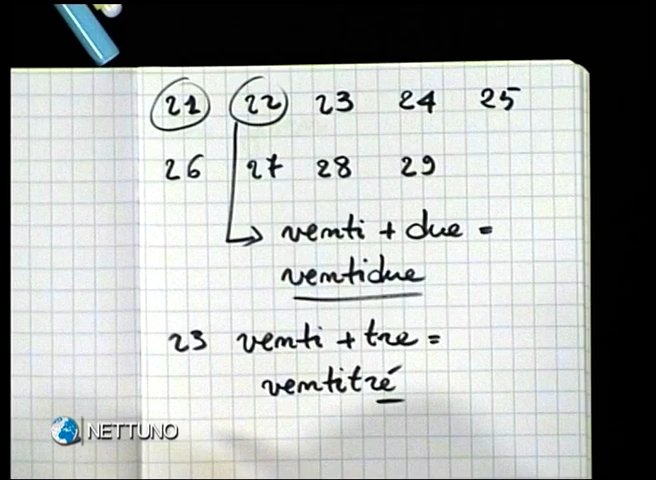 21 22 23 24 25
26 27 28 29
venti + due =
ventidue
23 venti + tre =
ventitré
NETTUNO